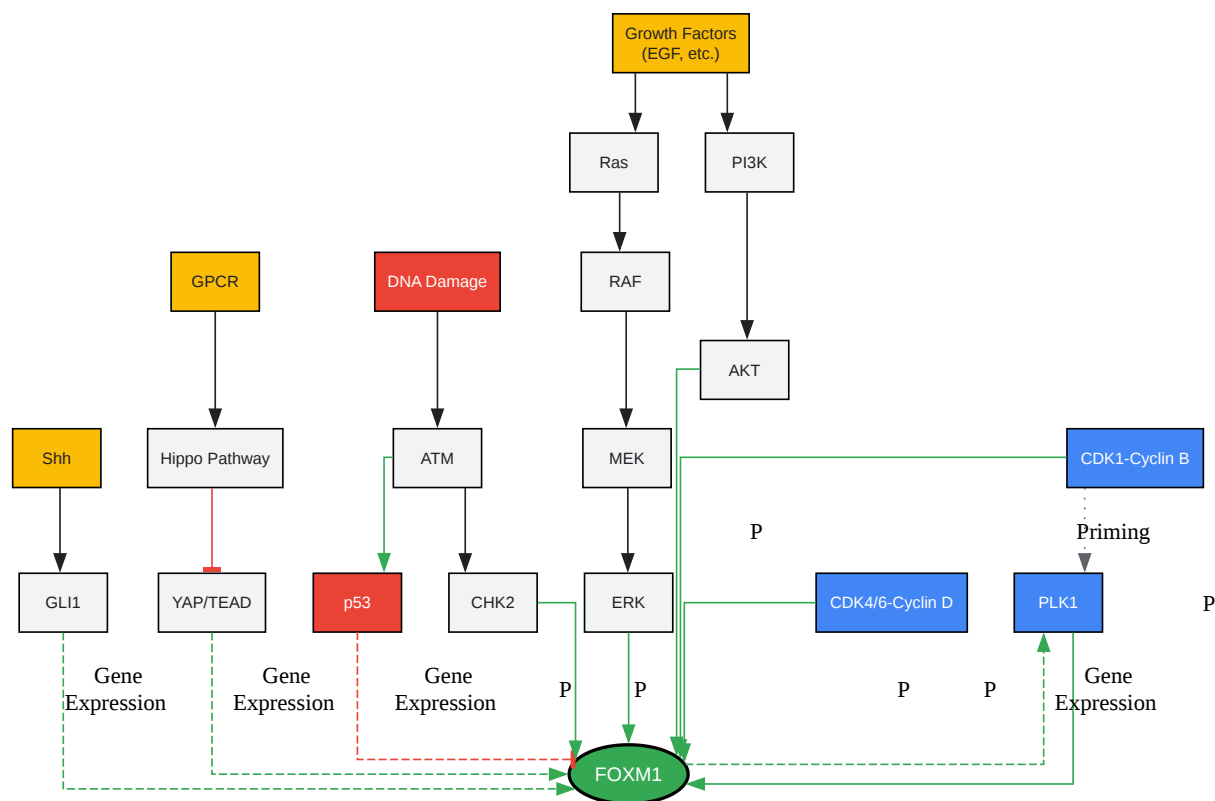 Growth Factors
(EGF, etc.)
Ras
PI3K
GPCR
DNA Damage
RAF
AKT
Shh
Hippo Pathway
ATM
MEK
CDK1-Cyclin B
P
Priming
GLI1
YAP/TEAD
p53
CHK2
ERK
CDK4/6-Cyclin D
PLK1
P
Gene
Expression
Gene
Expression
Gene
Expression
P
P
P
P
Gene
Expression
FOXM1